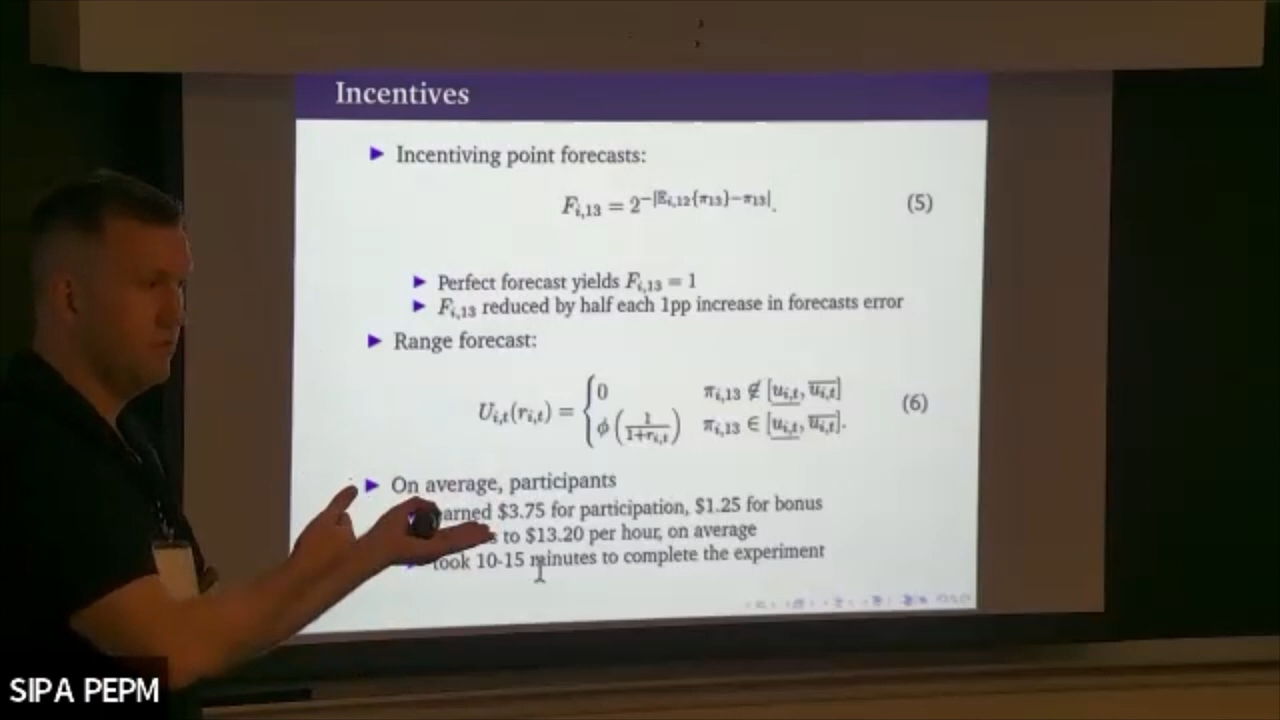 Incentives
Incentiving point forecasts:
F_{i,13} = 2^{-|𝔼_{i,12}{π_{13}}-π_{13}|}. (5)
Perfect forecast yields F_{i,13} = 1
F_{i,13} reduced by half each 1pp increase in forecasts error
Range forecast:
U_{i,t}(r_{i,t}) = { 0 π_{i,13} ∉ [\underline{u_{i,t}}, \overline{u_{i,t}}]
φ (1/(1+r_{i,t})) π_{i,13} ∈ [\underline{u_{i,t}}, \overline{u_{i,t}}]. (6)
On average, participants
arned $3.75 for participation, $1.25 for bonus
s to $13.20 per hour, on average
took 10-15 minutes to complete the experiment
SIPA PEPM